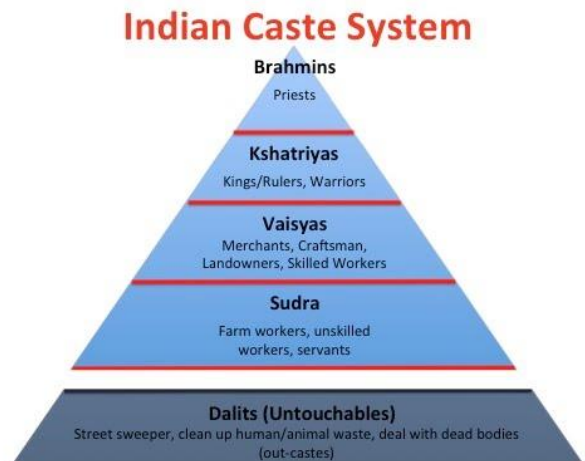 Indian Caste System
Brahmins
Priests
Kshatriyas
Kings/Rulers, Warriors
Vaisyas
Merchants, Craftsman,
Landowners, Skilled Workers
Sudra
Farm workers, unskilled
workers, servants
Dalits (Untouchables)
Street sweeper, clean up human/animal waste, deal with dead bodies
(out-castes)